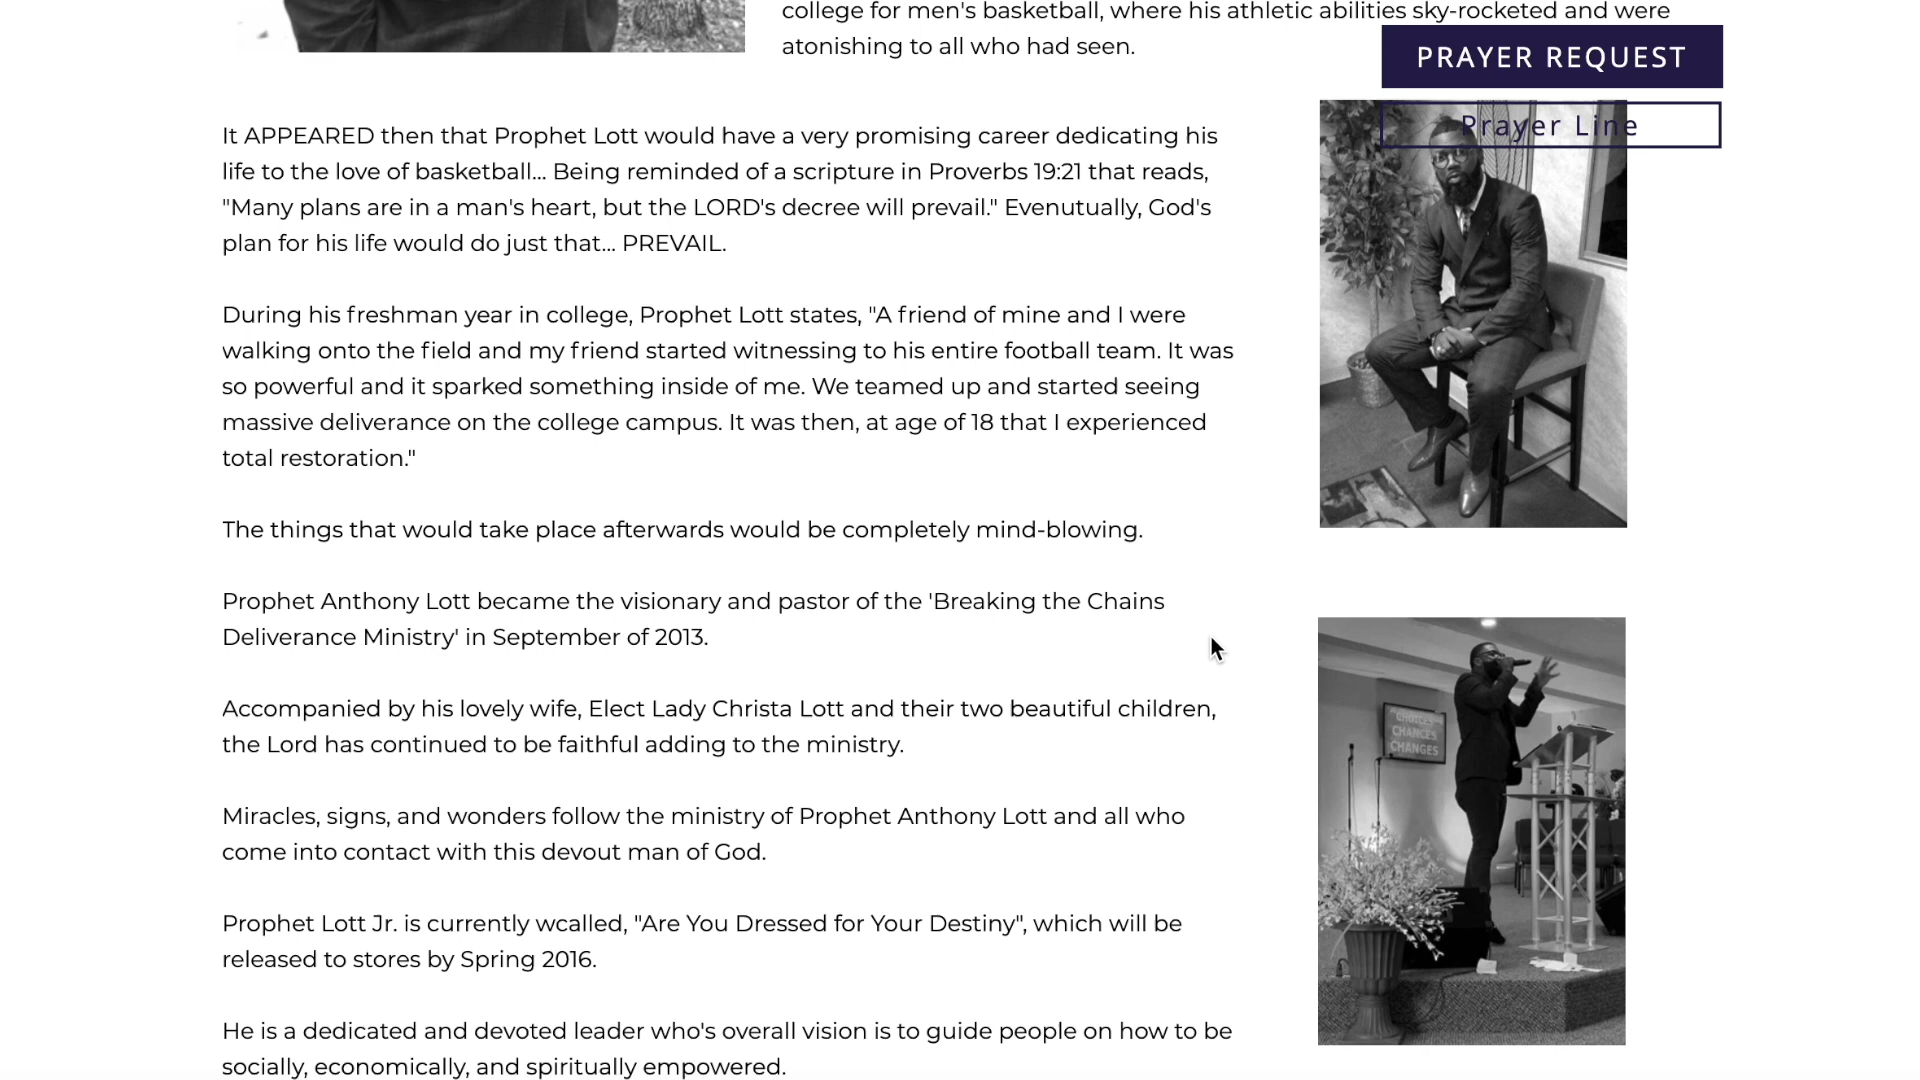 college for men's basketball, where his athletic abilities sky-rocketed and were
atonishing to all who had seen.
PRAYER REQUEST
Prayer Line
It APPEARED then that Prophet Lott would have a very promising career dedicating his
life to the love of basketball... Being reminded of a scripture in Proverbs 19:21 that reads,
"Many plans are in a man's heart, but the LORD's decree will prevail." Evenutually, God's
plan for his life would do just that... PREVAIL.
During his freshman year in college, Prophet Lott states, "A friend of mine and I were
walking onto the field and my friend started witnessing to his entire football team. It was
so powerful and it sparked something inside of me. We teamed up and started seeing
massive deliverance on the college campus. It was then, at age of 18 that I experienced
total restoration."
The things that would take place afterwards would be completely mind-blowing.
Prophet Anthony Lott became the visionary and pastor of the 'Breaking the Chains
Deliverance Ministry' in September of 2013.
Accompanied by his lovely wife, Elect Lady Christa Lott and their two beautiful children,
the Lord has continued to be faithful adding to the ministry.
Miracles, signs, and wonders follow the ministry of Prophet Anthony Lott and all who
come into contact with this devout man of God.
Prophet Lott Jr. is currently wcalled, "Are You Dressed for Your Destiny", which will be
released to stores by Spring 2016.
He is a dedicated and devoted leader who's overall vision is to guide people on how to be
socially, economically, and spiritually empowered.
CHOICES
CHANCES
CHANGES